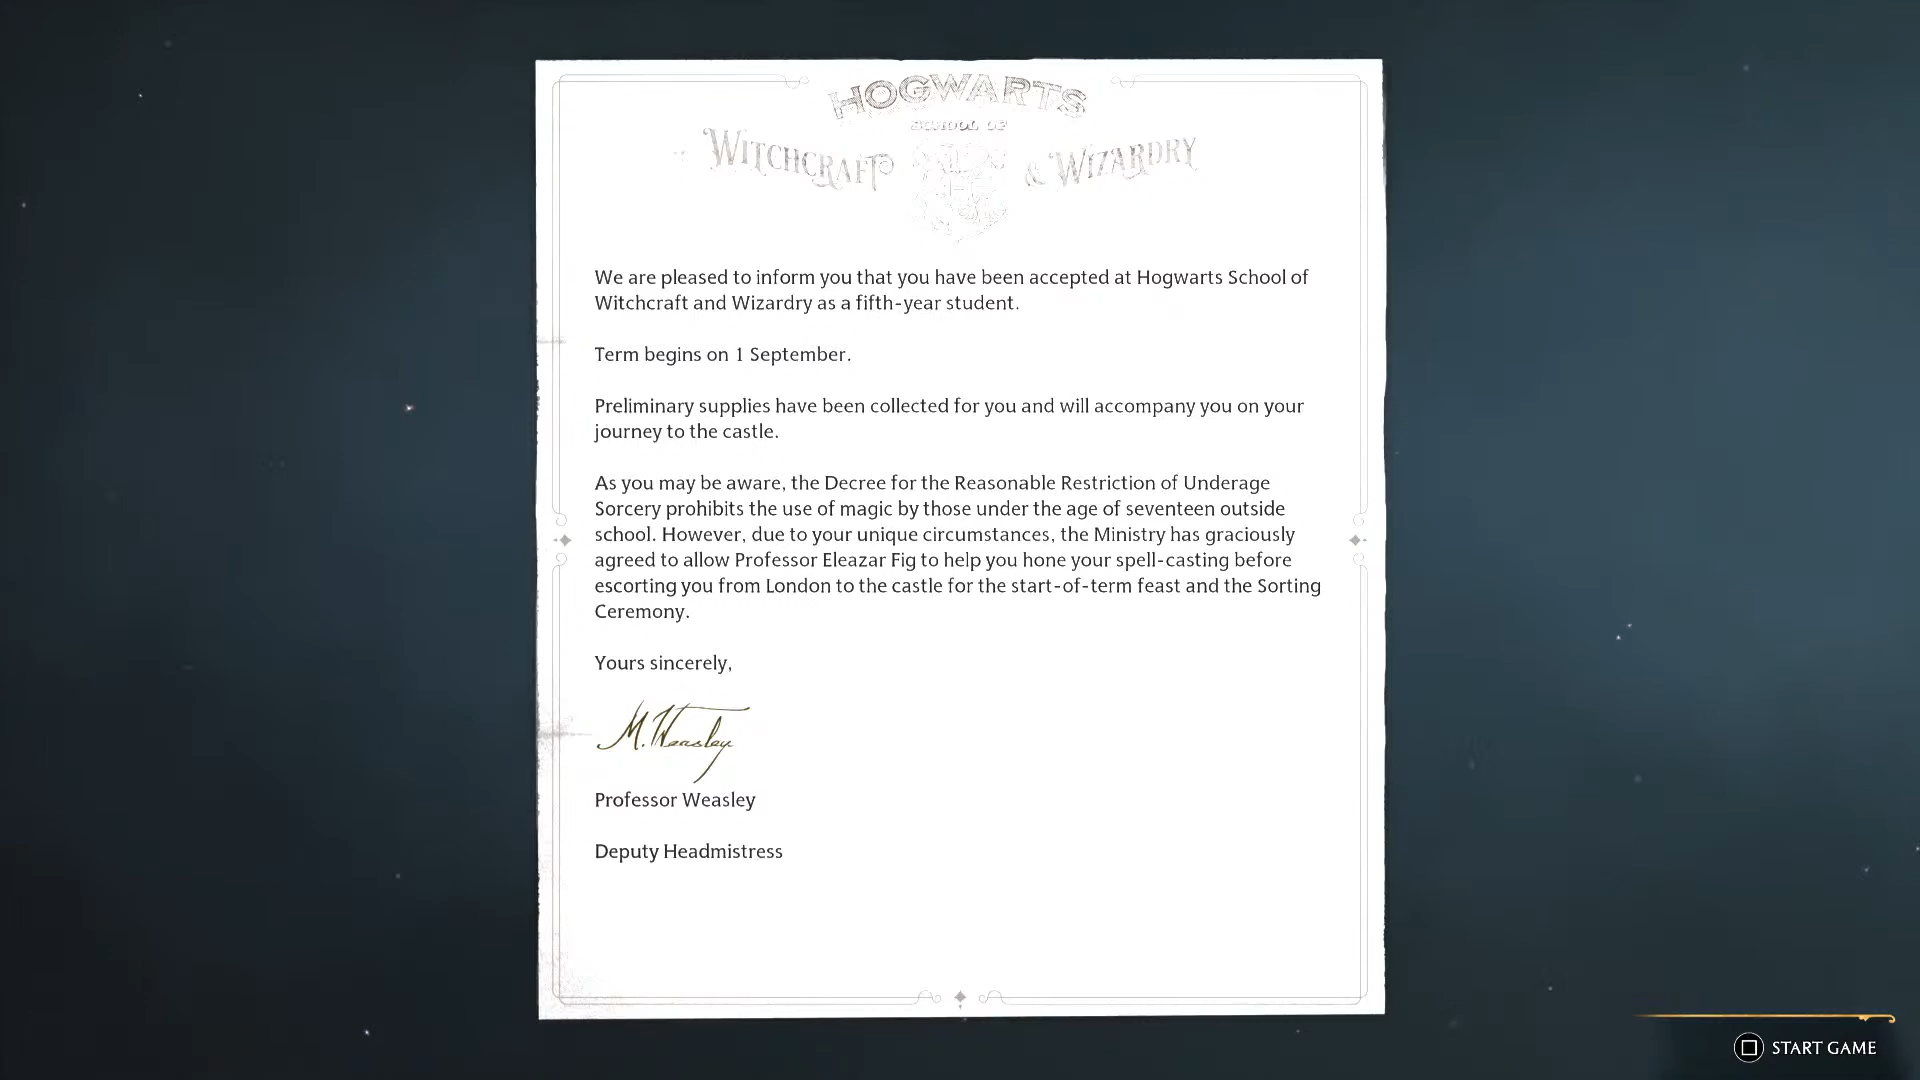 HOGWARTS
SCHOOL OF
WITCHCRAFT & WIZARDRY
We are pleased to inform you that you have been accepted at Hogwarts School of
Witchcraft and Wizardry as a fifth-year student.
Term begins on 1 September.
Preliminary supplies have been collected for you and will accompany you on your
journey to the castle.
As you may be aware, the Decree for the Reasonable Restriction of Underage
Sorcery prohibits the use of magic by those under the age of seventeen outside
school. However, due to your unique circumstances, the Ministry has graciously
agreed to allow Professor Eleazar Fig to help you hone your spell-casting before
escorting you from London to the castle for the start-of-term feast and the Sorting
Ceremony.
Yours sincerely,
M. Weasley
Professor Weasley
Deputy Headmistress
START GAME